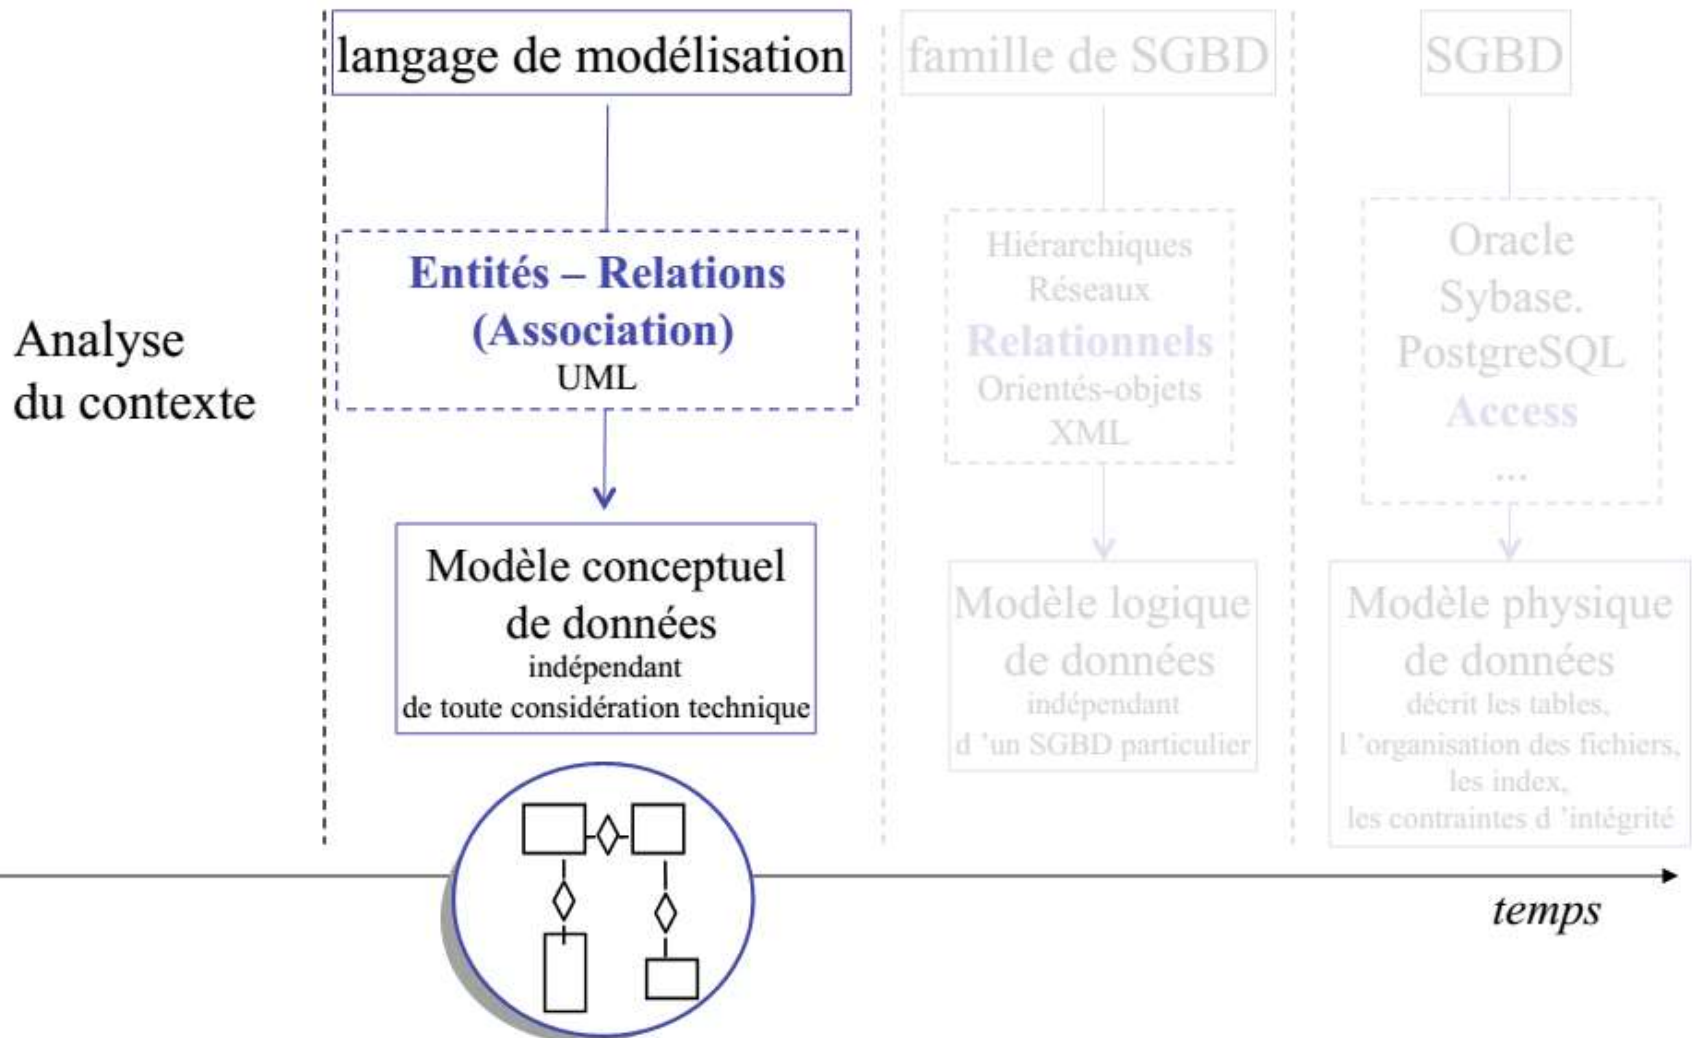 langage de modélisation
famille de SGBD
SGBD
Analyse
du contexte
Entités – Relations
(Association)
UML
Hiérarchiques
Réseaux
Relationnels
Orientés-objets
XML
Oracle
Sybase.
PostgreSQL
Access
...
Modèle conceptuel
de données
indépendant
de toute considération technique
Modèle logique
de données
indépendant
d ’un SGBD particulier
Modèle physique
de données
décrit les tables,
l ’organisation des fichiers,
les index,
les contraintes d ’intégrité
temps